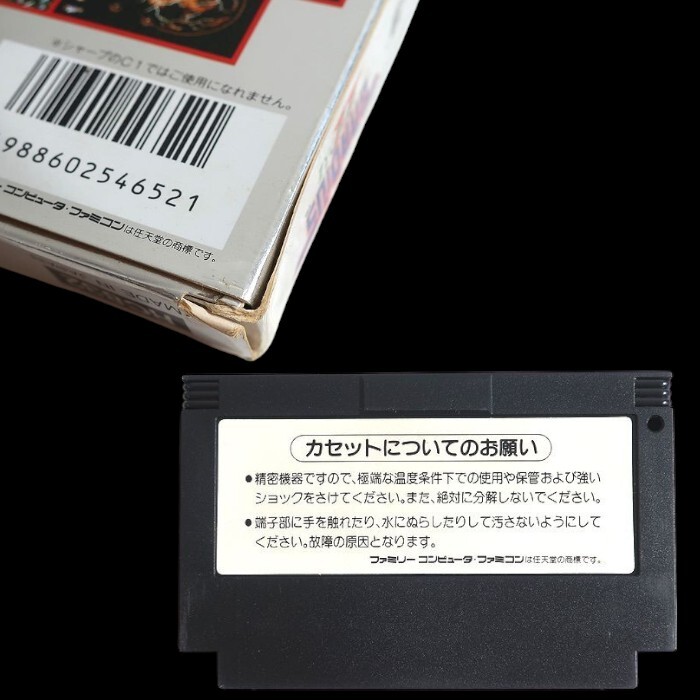 ※シャープのC1ではご使用になれません。
988602546521
コンピュータ・ファミコンは任天堂の商標です。
MADE IN
カセットについてのお願い
●精密機器ですので、極端な温度条件下での使用や保管および強い
ショックをさけてください。また、絶対に分解しないでください。
●端子部に手を触れたり、水にぬらしたりして汚さないようにして
ください。故障の原因となります。
ファミリー コンピュータ・ファミコンは任天堂の商標です。